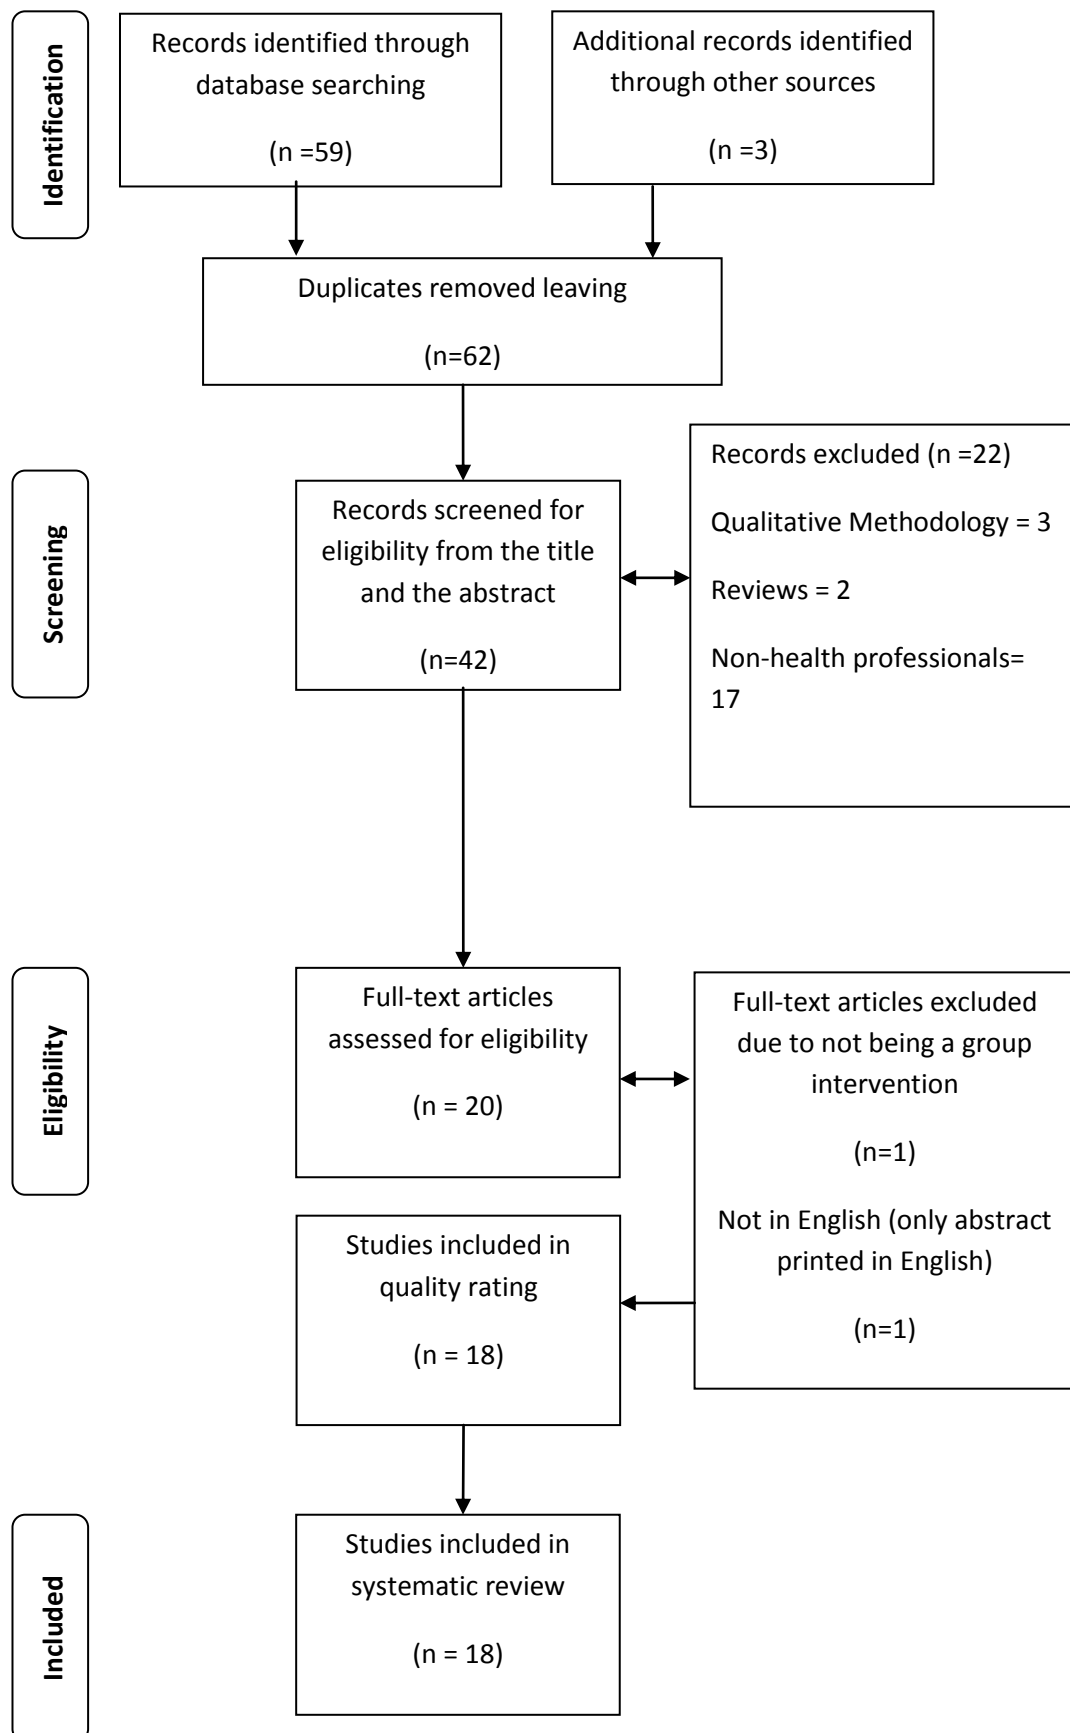 Identification
Records identified through
database searching
(n =59)
Additional records identified
through other sources
(n =3)
Duplicates removed leaving
(n=62)
Screening
Records screened for
eligibility from the title
and the abstract
(n=42)
Records excluded (n =22)
Qualitative Methodology = 3
Reviews = 2
Non-health professionals=
17
Eligibility
Full-text articles
assessed for eligibility
(n = 20)
Full-text articles excluded
due to not being a group
intervention
(n=1)
Not in English (only abstract
printed in English)
(n=1)
Studies included in
quality rating
(n = 18)
Included
Studies included in
systematic review
(n = 18)